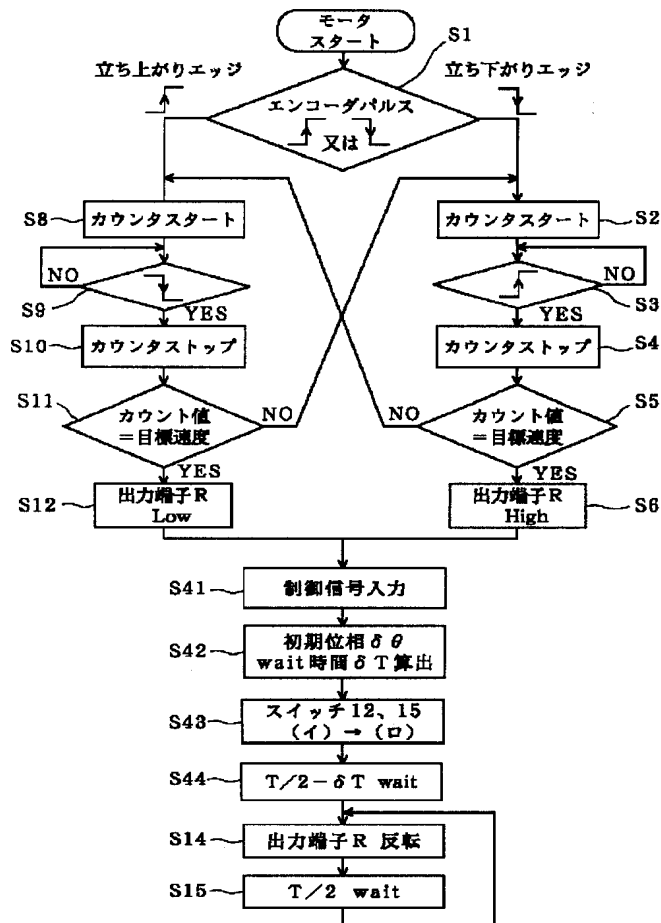 モータ
スタート
S1
立ち上がりエッジ
立ち下がりエッジ
エンコーダパルス
又は
S8
カウンタスタート
カウンタスタート
S2
NO
S9
YES
NO
S3
YES
S10
カウンタストップ
カウンタストップ
S4
S11
カウント値
=目標速度
NO
YES
NO
カウント値
=目標速度
S5
YES
S12
出力端子R
Low
出力端子R
High
S6
S41
制御信号入力
S42
初期位相δθ
wait時間δT算出
S43
スイッチ12、15
(イ)→(ロ)
S44
T/2-δT wait
S14
出力端子R 反転
S15
T/2 wait